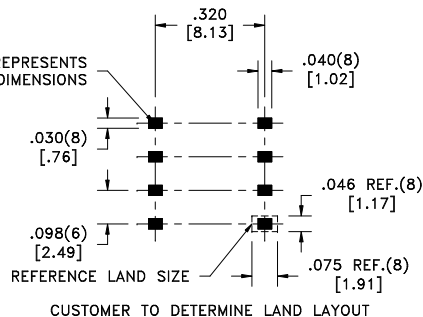 .320
[8.13]
REPRESENTS
DIMENSIONS
.040(8)
[1.02]
.030(8)
[.76]
.046 REF.(8)
[1.17]
.098(6)
[2.49]
.075 REF.(8)
[1.91]
REFERENCE LAND SIZE
CUSTOMER TO DETERMINE LAND LAYOUT